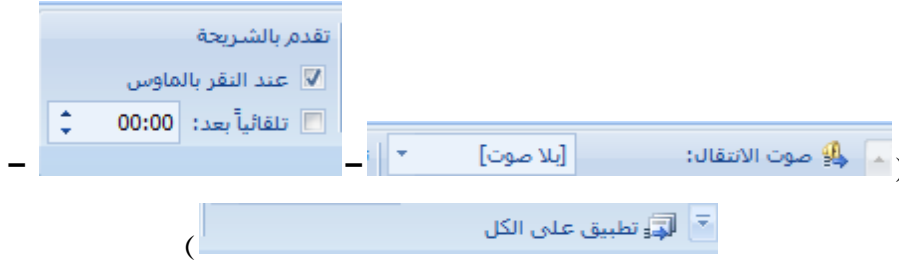 تقدم بالشريحة
عند النقر بالماوس
تلقائياً بعد: 00:00
صوت الانتقال: [بلا صوت]
تطبيق على الكل